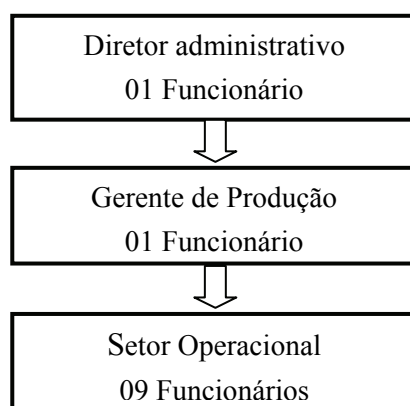 Diretor administrativo
01 Funcionário
Gerente de Produção
01 Funcionário
Setor Operacional
09 Funcionários